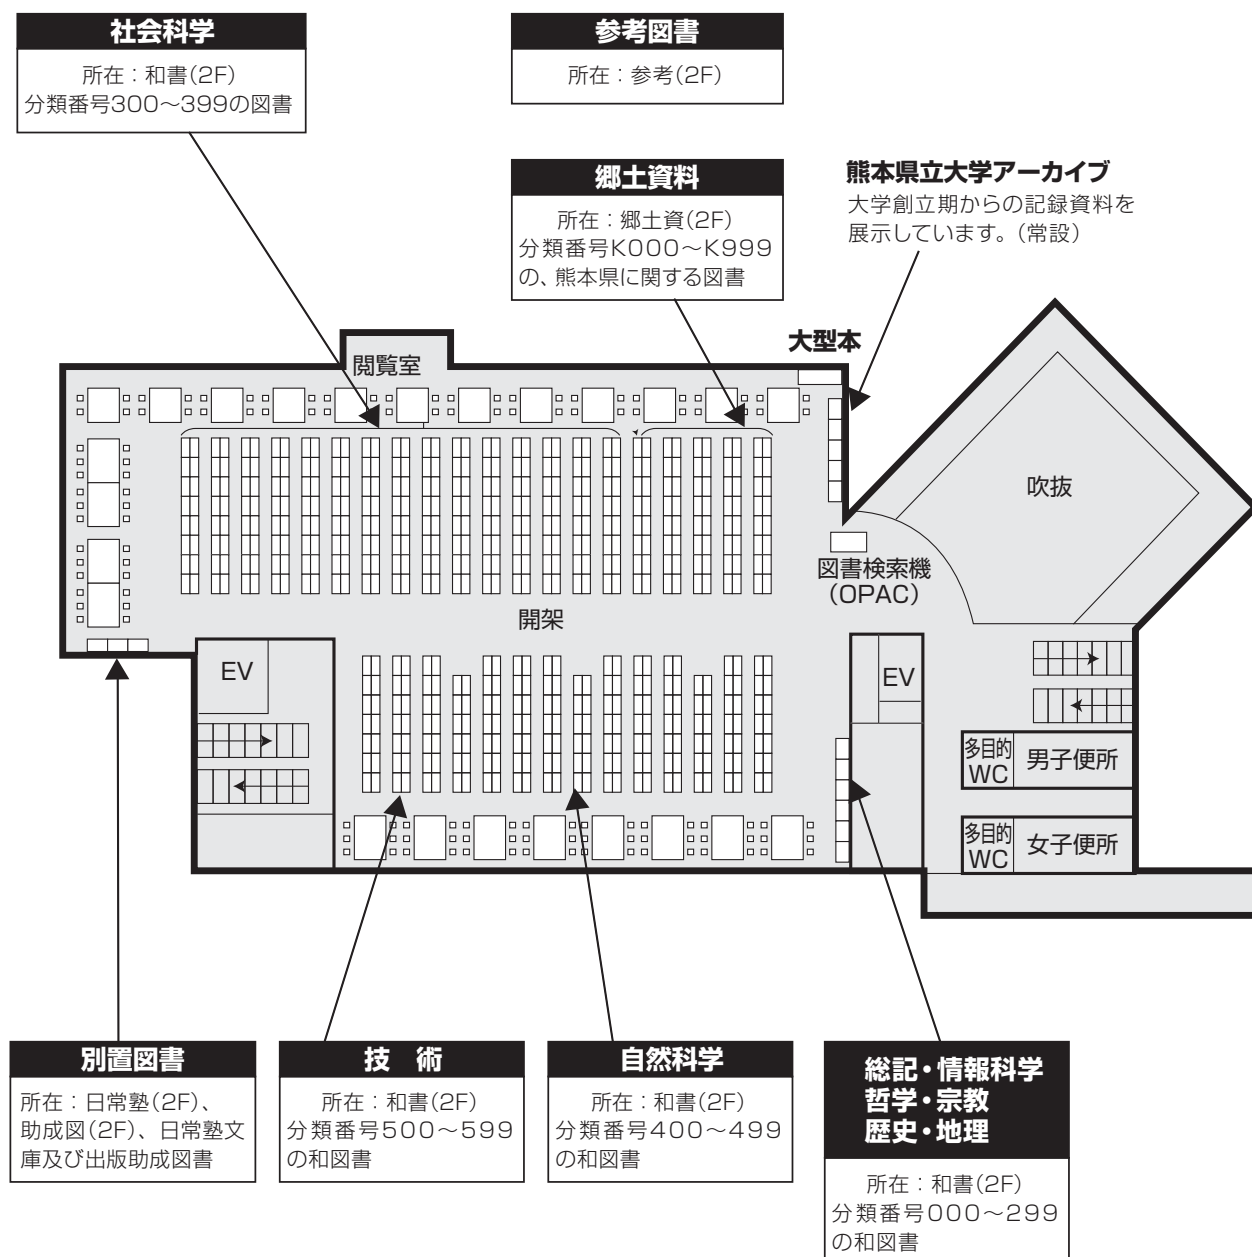 社会科学
所在：和書(2F)
分類番号300～399の図書
参考図書
所在：参考(2F)
郷土資料
所在：郷土資(2F)
分類番号K000～K999
の、熊本県に関する図書
熊本県立大学アーカイブ
大学創立期からの記録資料を
展示しています。（常設）
大型本
閲覧室
吹抜
図書検索機
（OPAC）
開架
EV
EV
多目的
WC
男子便所
多目的
WC
女子便所
別置図書
所在：日常塾(2F)、
助成図(2F)、日常塾文
庫及び出版助成図書
技　術
所在：和書(2F)
分類番号500～599
の和図書
自然科学
所在：和書(2F)
分類番号400～499
の和図書
総記・情報科学
哲学・宗教
歴史・地理
所在：和書(2F)
分類番号000～299
の和図書